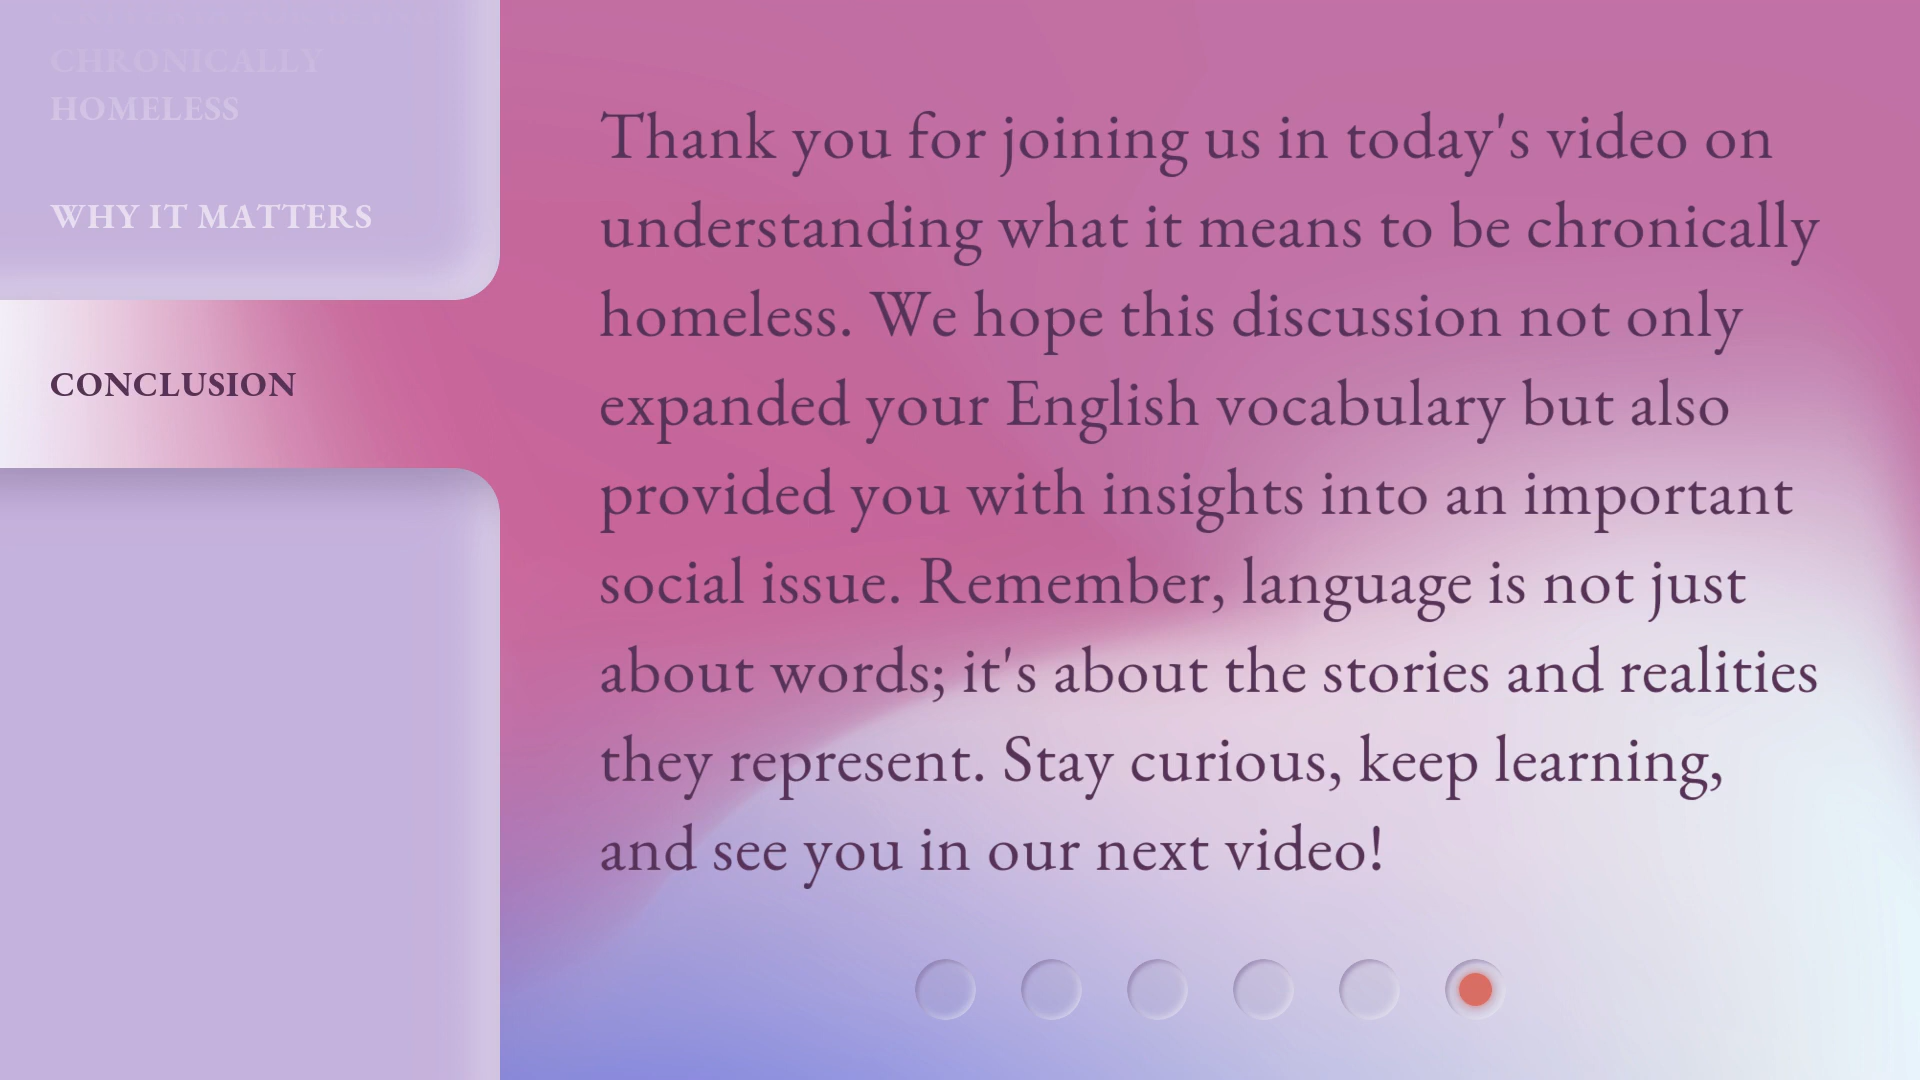 CHRONICALLY
HOMELESS
WHY IT MATTERS
CONCLUSION
Thank you for joining us in today's video on
understanding what it means to be chronically
homeless. We hope this discussion not only
expanded your English vocabulary but also
provided you with insights into an important
social issue. Remember, language is not just
about words; it's about the stories and realities
they represent. Stay curious, keep learning,
and see you in our next video!